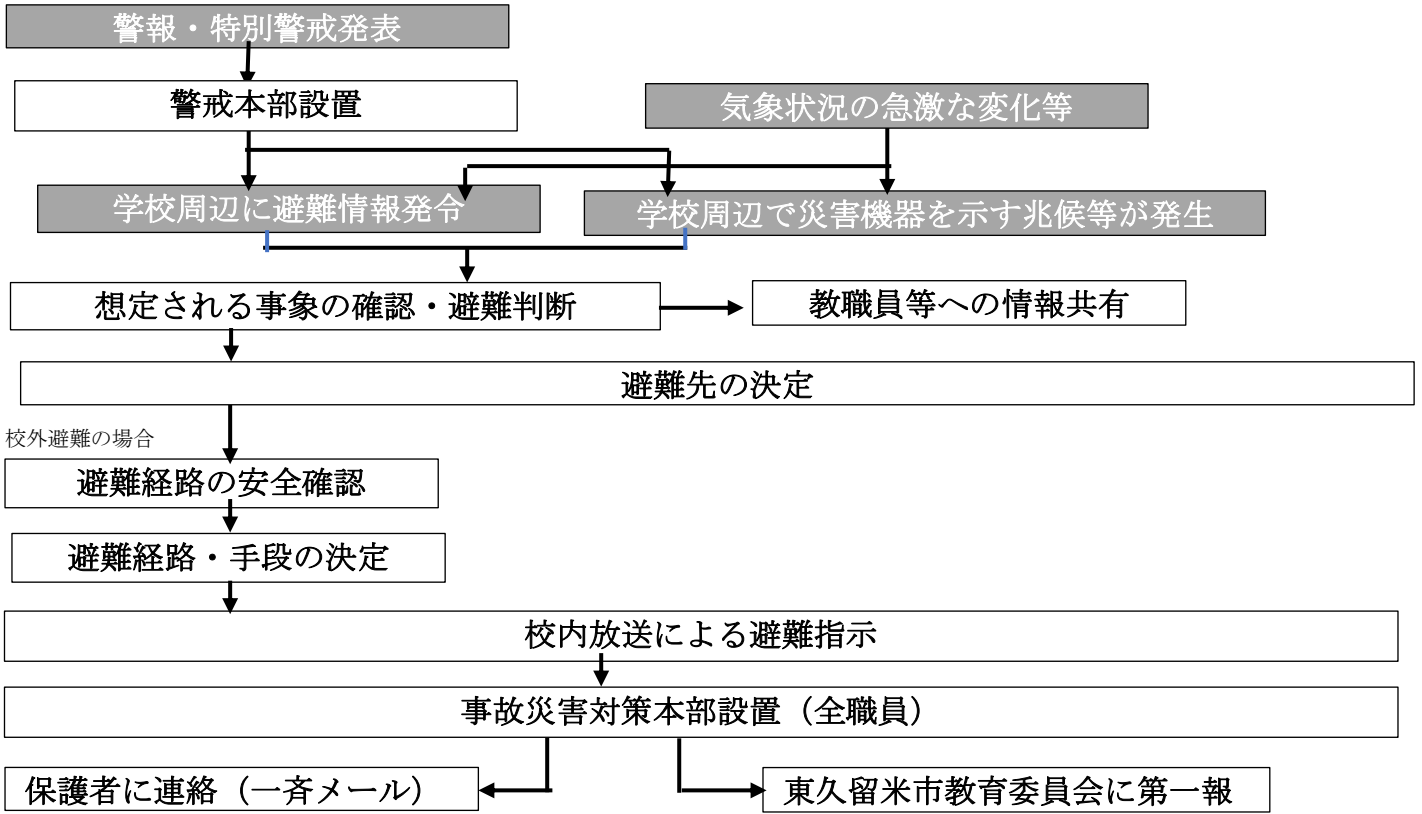 警報・特別警戒発表
警戒本部設置
気象状況の急激な変化等
学校周辺に避難情報発令
学校周辺で災害機器を示す兆候等が発生
想定される事象の確認・避難判断
教職員等への情報共有
避難先の決定
校外避難の場合
避難経路の安全確認
避難経路・手段の決定
校内放送による避難指示
事故災害対策本部設置（全職員）
保護者に連絡（一斉メール）
東久留米市教育委員会に第一報